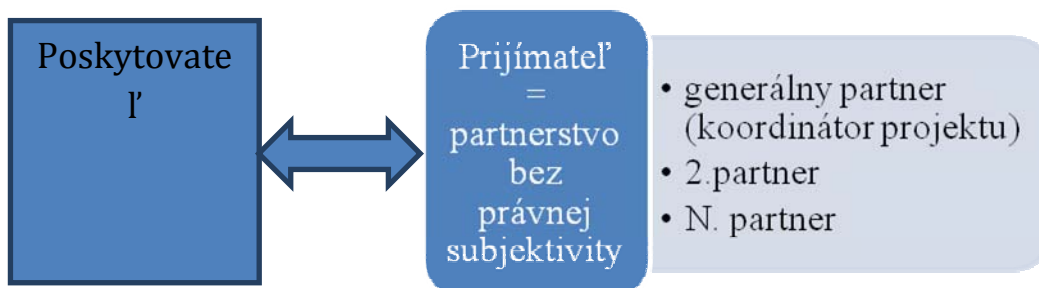 Poskytovate
ľ
Prijímateľ
=
partnerstvo
bez
právnej
subjektivity
• generálny partner
(koordinátor projektu)
• 2.partner
• N. partner